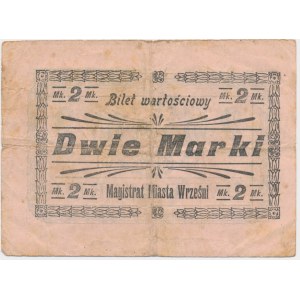 Mk. 2 Mk. Mk. 2 Mk.
Bilet wartościowy
Dwie Marki
Mk. 2 Mk. Magistrat Miasta Wrześni Mk. 2 Mk.